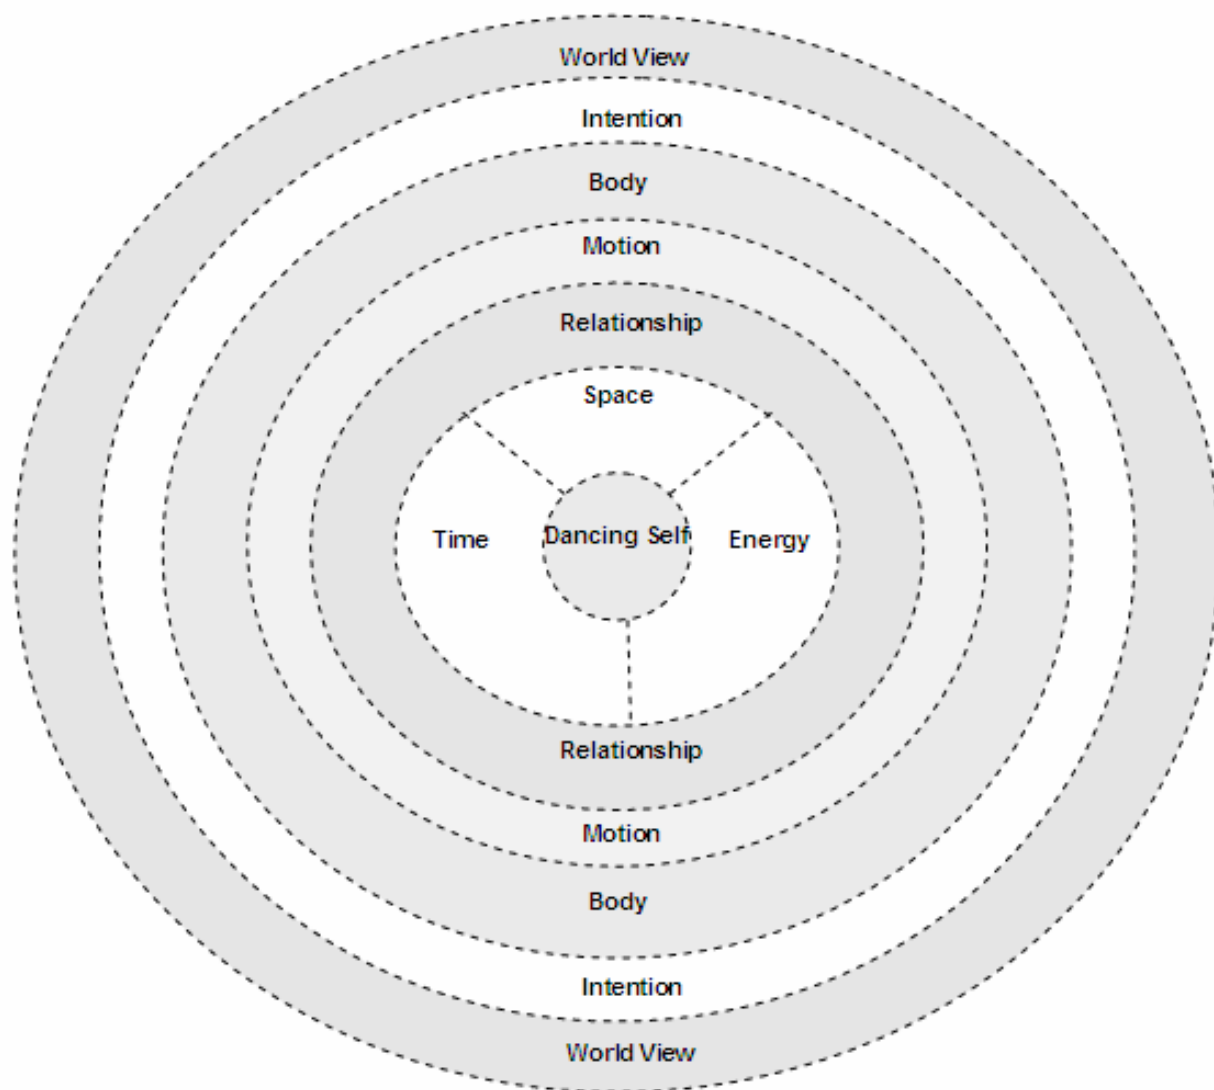 World View
Intention
Body
Motion
Relationship
Space
Time
Dancing Self
Energy
Relationship
Motion
Body
Intention
World View